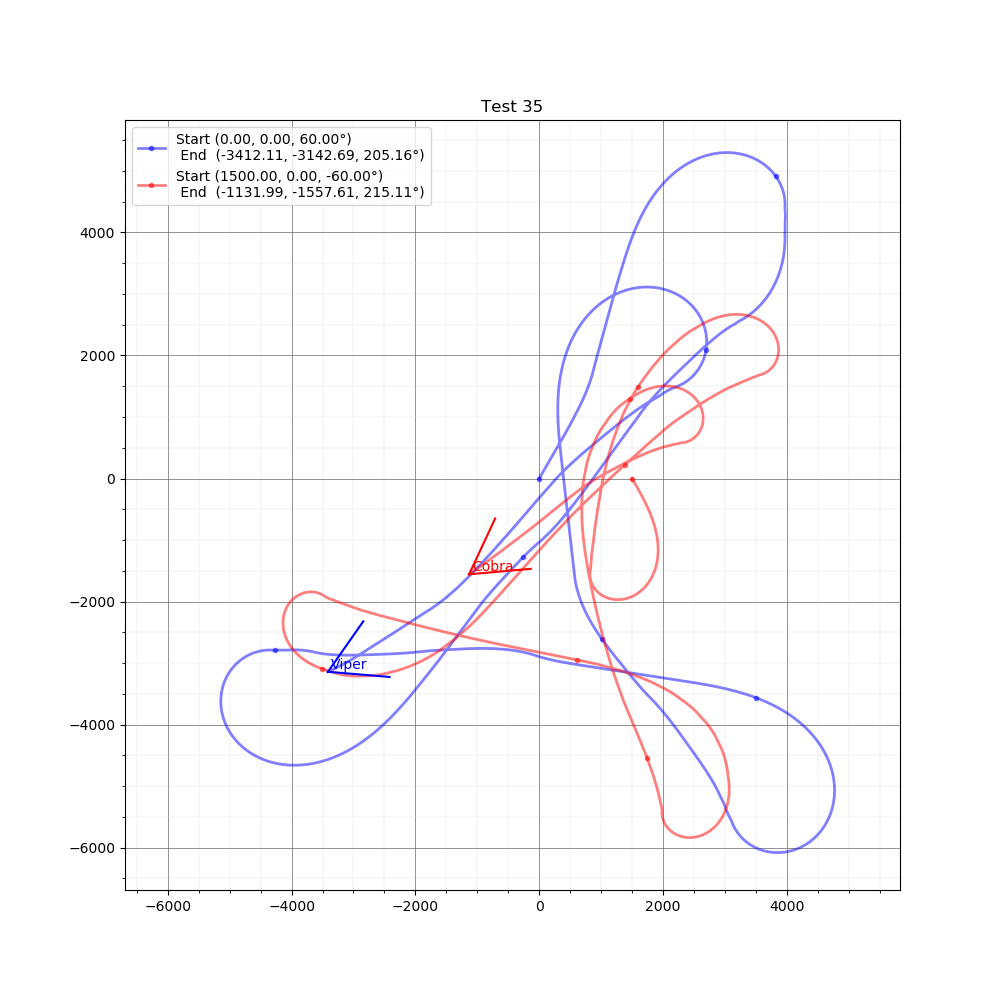 Test 35
Start (0.00, 0.00, 60.00°)
End (-3412.11, -3142.69, 205.16°)
Start (1500.00, 0.00, -60.00°)
End (-1131.99, -1557.61, 215.11°)
4000
2000
0
−2000
−4000
−6000
Cobra
Viper
−6000 −4000 −2000 0 2000 4000